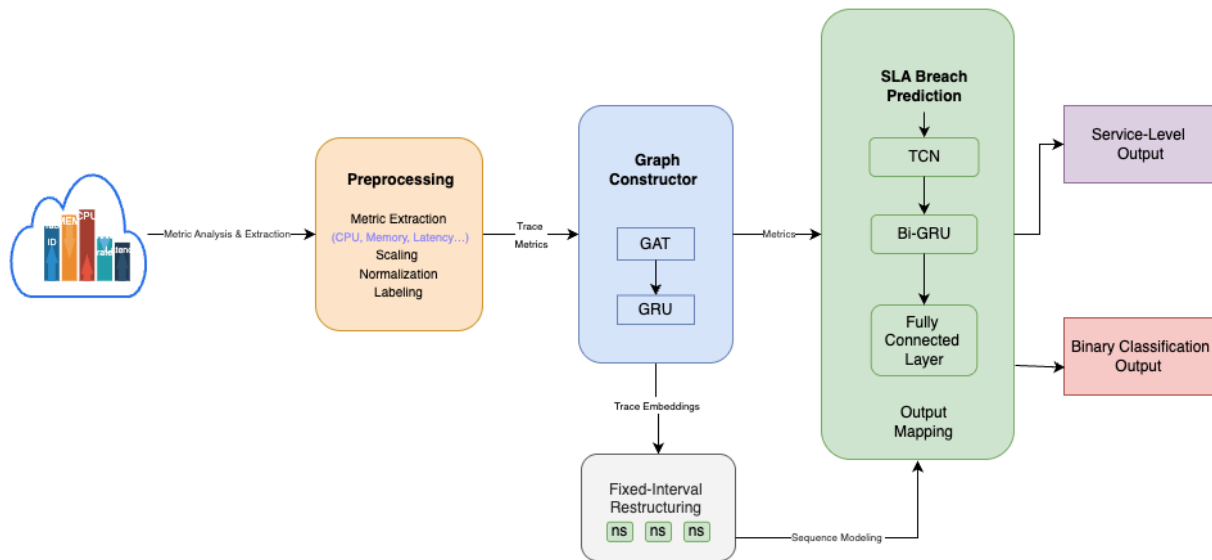 ID
CPU
Metric Analysis & Extraction
Preprocessing
Metric Extraction
(CPU, Memory, Latency...)
Scaling
Normalization
Labeling
Trace
Metrics
Graph
Constructor
GAT
GRU
Metrics
Trace Embeddings
Fixed-Interval
Restructuring
ns ns ns
Sequence Modeling
SLA Breach
Prediction
TCN
Bi-GRU
Fully
Connected
Layer
Output
Mapping
Service-Level
Output
Binary Classification
Output